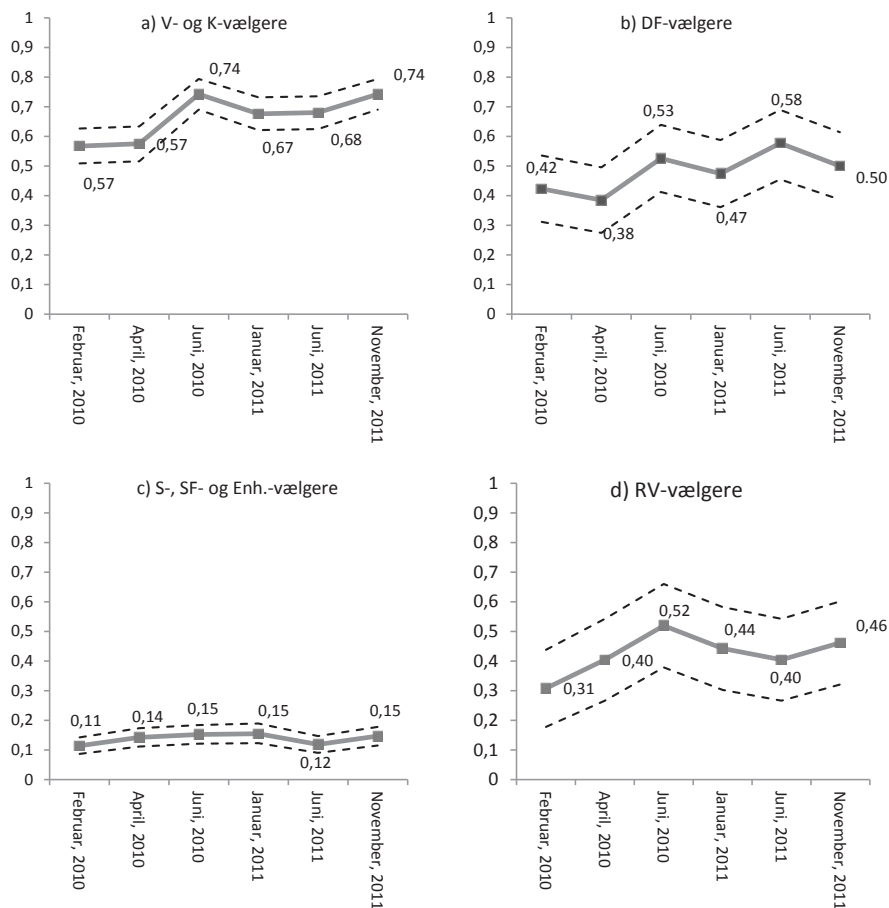 a) V- og K-vælgere
1
0,9
0,8
0,7
0,6
0,5
0,4
0,3
0,2
0,1
0
0,57
0,57
0,74
0,67
0,68
0,74
Februar, 2010
April, 2010
Juni, 2010
Januar, 2011
Juni, 2011
November, 2011
b) DF-vælgere
1
0,9
0,8
0,7
0,6
0,5
0,4
0,3
0,2
0,1
0
0,42
0,38
0,53
0,47
0,58
0.50
Februar, 2010
April, 2010
Juni, 2010
Januar, 2011
Juni, 2011
November, 2011
c) S-, SF- og Enh.-vælgere
1
0,9
0,8
0,7
0,6
0,5
0,4
0,3
0,2
0,1
0
0,11
0,14
0,15
0,15
0,12
0,15
Februar, 2010
April, 2010
Juni, 2010
Januar, 2011
Juni, 2011
November, 2011
d) RV-vælgere
1
0,9
0,8
0,7
0,6
0,5
0,4
0,3
0,2
0,1
0
0,31
0,40
0,52
0,44
0,40
0,46
Februar, 2010
April, 2010
Juni, 2010
Januar, 2011
Juni, 2011
November, 2011